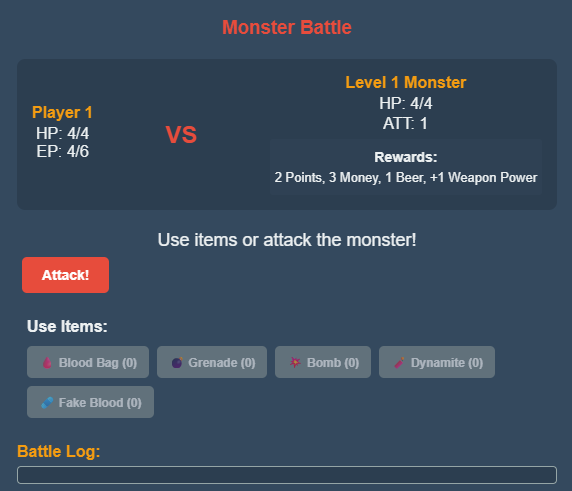 Monster Battle
Player 1
HP: 4/4
EP: 4/6
VS
Level 1 Monster
HP: 4/4
ATT: 1
Rewards:
2 Points, 3 Money, 1 Beer, +1 Weapon Power
Use items or attack the monster!
Attack!
Use Items:
Blood Bag (0) Grenade (0) Bomb (0) Dynamite (0)
Fake Blood (0)
Battle Log: